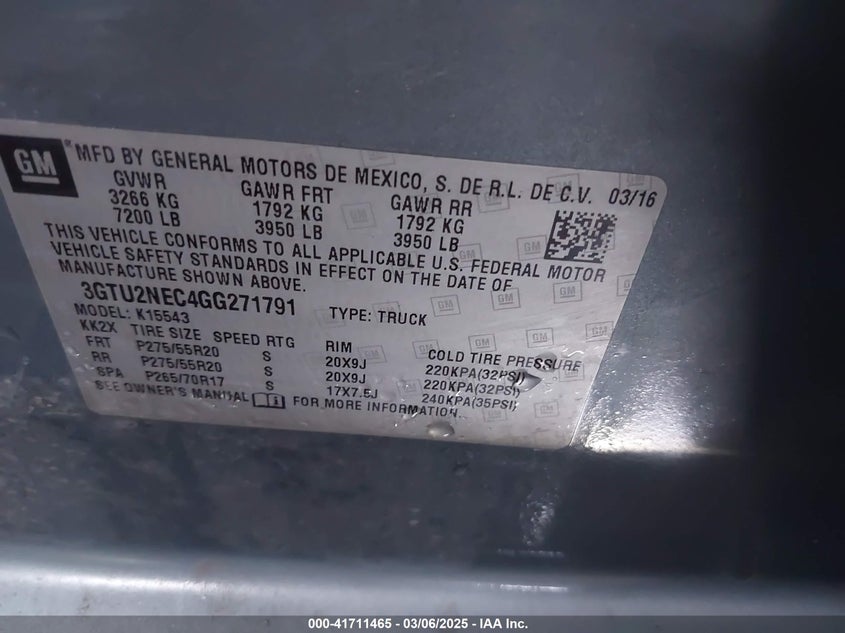 GM ® MFD BY GENERAL MOTORS DE MEXICO, S. DE R.L. DE C.V. 03/16
GVWR GAWR FRT GAWR RR
3266 KG 1792 KG 1792 KG
7200 LB 3950 LB 3950 LB
THIS VEHICLE CONFORMS TO ALL APPLICABLE U.S. FEDERAL MOTOR
VEHICLE SAFETY STANDARDS IN EFFECT ON THE DATE OF
MANUFACTURE SHOWN ABOVE.
3GTU2NEC4GG271791 TYPE: TRUCK
MODEL: K15543
KK2X TIRE SIZE SPEED RTG RIM COLD TIRE PRESSURE
FRT P275/55R20 S 20X9J 220KPA(32PSI)
RR P275/55R20 S 20X9J 220KPA(32PSI)
SPA P265/70R17 S 17X7.5J 240KPA(35PSI)
SEE OWNER'S MANUAL FOR MORE INFORMATION.
000-41711465 - 03/06/2025 - IAA Inc.